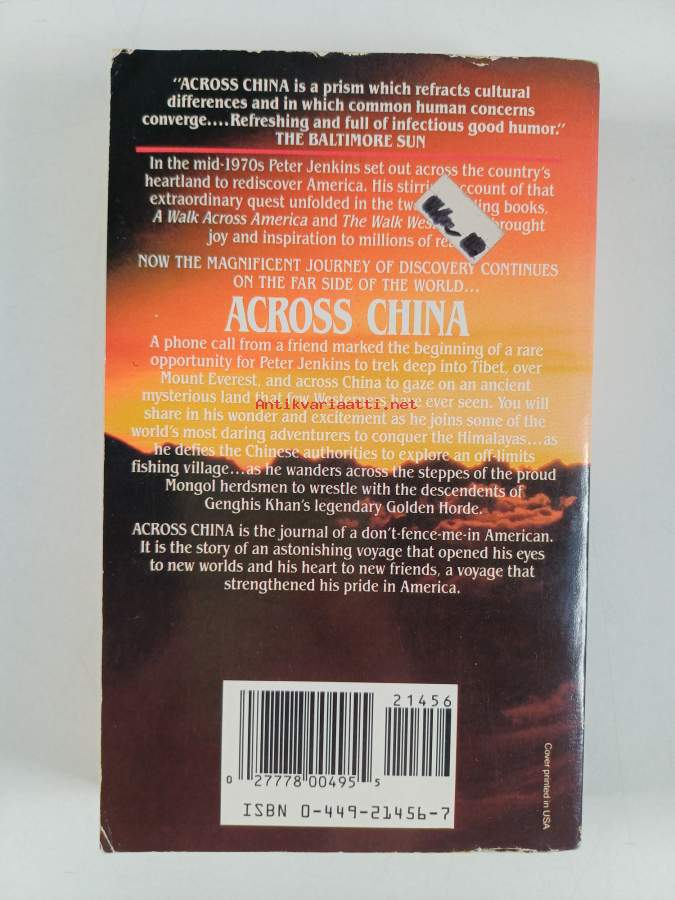 "ACROSS CHINA is a prism which refracts cultural
differences and in which common human concerns
converge....Refreshing and full of infectious good humor."
THE BALTIMORE SUN
In the mid-1970s Peter Jenkins set out across the country's
heartland to rediscover America. His stirring account of that
extraordinary quest unfolded in the two ling books,
A Walk Across America and The Walk West brought
joy and inspiration to millions of
NOW THE MAGNIFICENT JOURNEY OF DISCOVERY CONTINUES
ON THE FAR SIDE OF THE WORLD...
ACROSS CHINA
A phone call from a friend marked the beginning of a rare
opportunity for Peter Jenkins to trek deep into Tibet, over
Mount Everest, and across China to gaze on an ancient
mysterious land that few Westerners have ever seen. You will
Antikvariaatti.net
share in his wonder and excitement as he joins some of the
world's most daring adventurers to conquer the Himalayas...as
he defies the Chinese authorities to explore an off-limits
fishing village...as he wanders across the steppes of the proud
Mongol herdsmen to wrestle with the descendents of
Genghis Khan's legendary Golden Horde.
ACROSS CHINA is the journal of a don't-fence-me-in American.
It is the story of an astonishing voyage that opened his eyes
to new worlds and his heart to new friends, a voyage that
strengthened his pride in America.
21456
0 27778 00495 5
ISBN 0-449-21456-7
Cover printed in USA